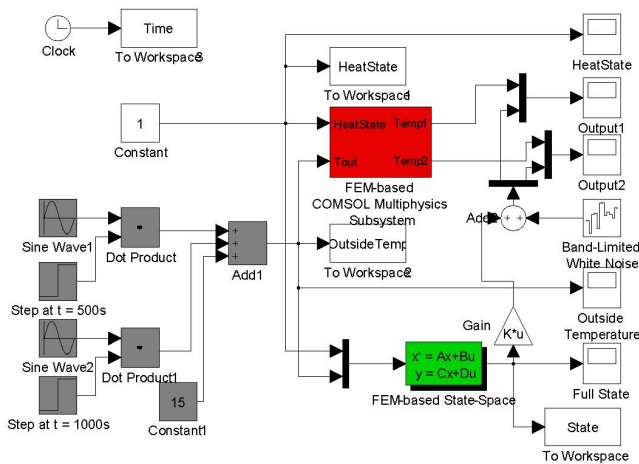 Time
Clock
To Workspace3
HeatState
HeatState
To Workspace1
1
Constant
HeatState
Temp1
Output1
Tout
Temp2
FEM-based
COMSOL Multiphysics
Subsystem
Output2
Sine Wave1
Dot Product
+
+
+
Add1
OutsideTemp
To Workspace2
+ +
Band-Limited
White Noise
Step at t = 500s
Outside
Temperature
Gain
K*u
Sine Wave2
Dot Product1
x' = Ax+Bu
y = Cx+Du
FEM-based State-Space
Full State
Step at t = 1000s
15
Constant1
State
To Workspace